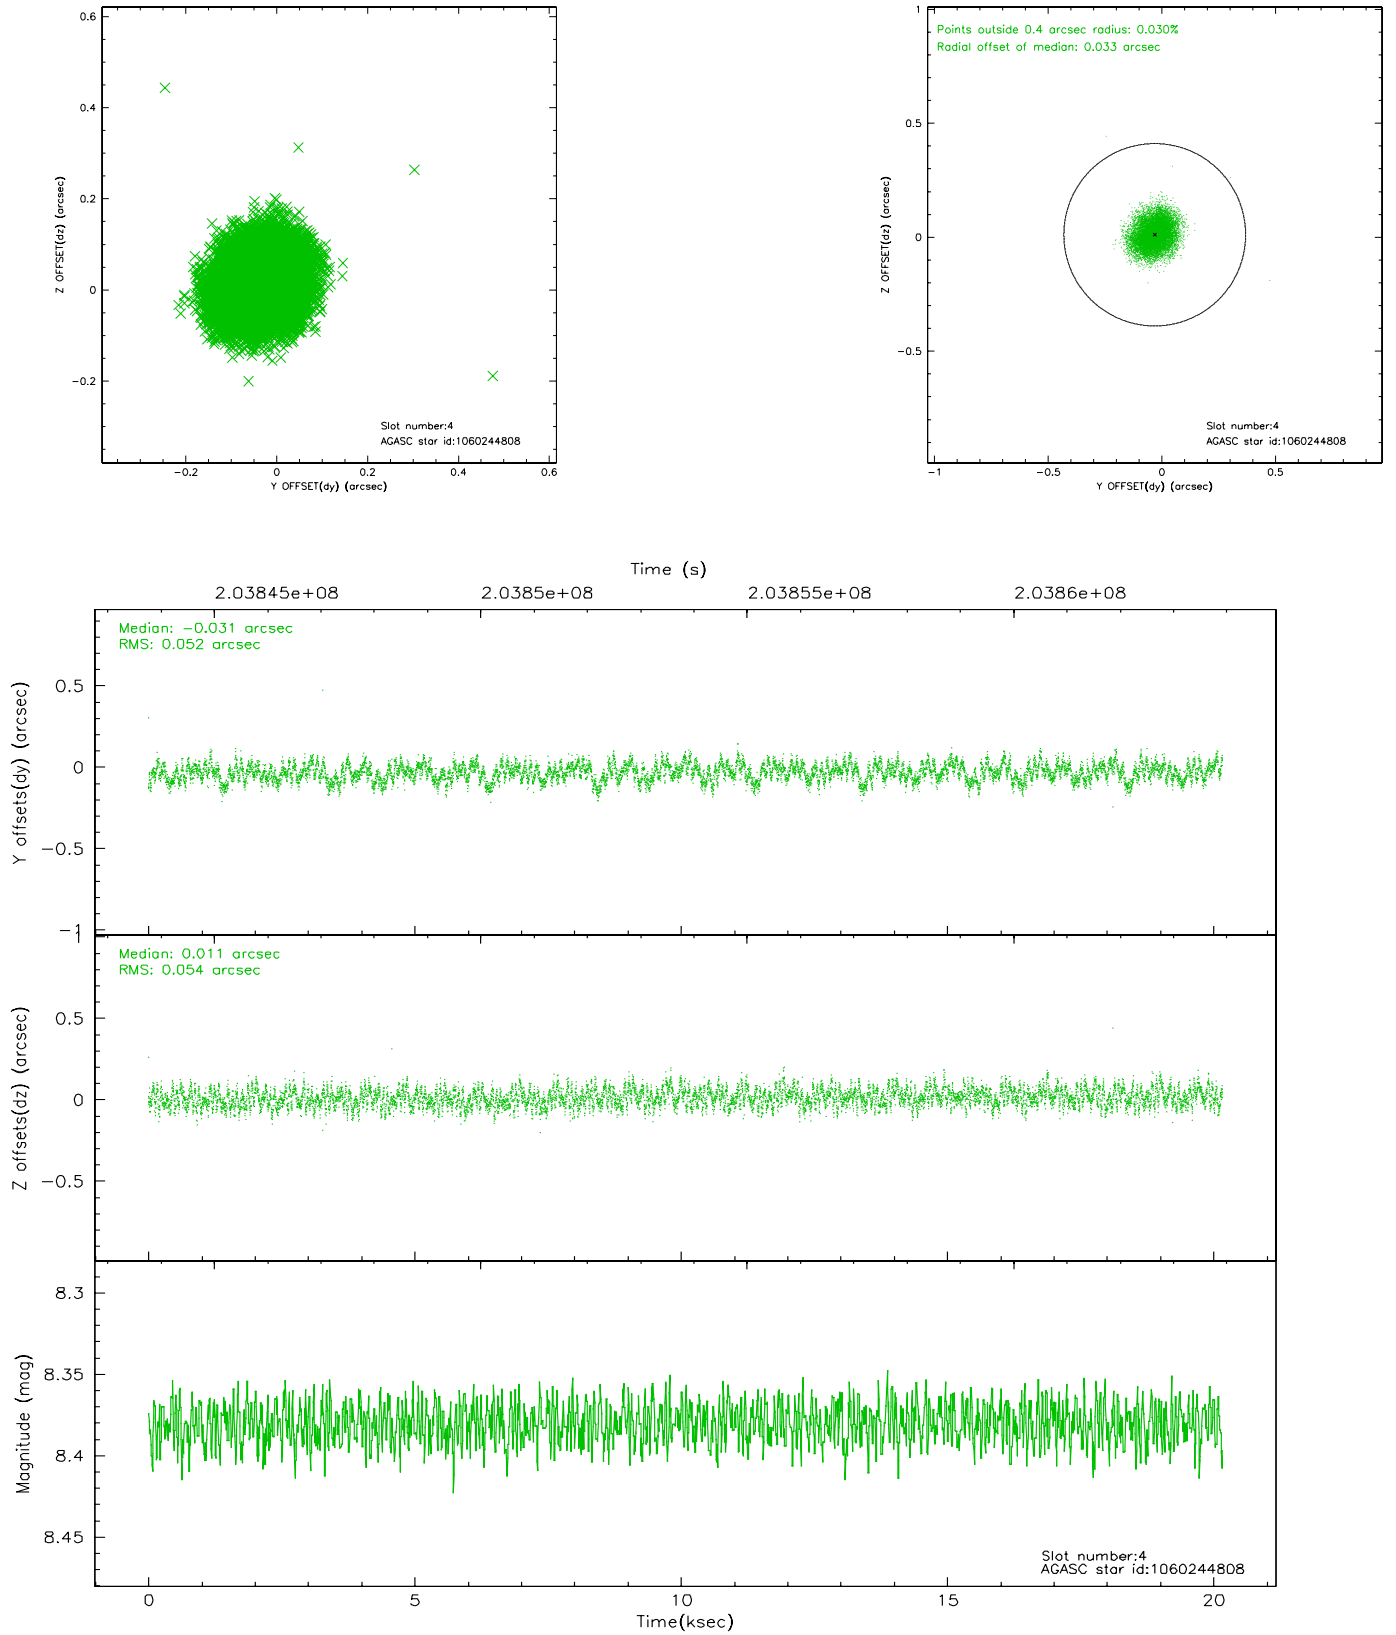 0.6
0.4
0.2
0
−0.2
Z OFFSET(dz) (arcsec)
−0.2 0 0.2 0.4 0.6
Y OFFSET(dy) (arcsec)
Slot number:4
AGASC star id:1060244808
Points outside 0.4 arcsec radius: 0.030%
Radial offset of median: 0.033 arcsec
1
0.5
0
−0.5
Z OFFSET(dz) (arcsec)
−1 −0.5 0 0.5
Y OFFSET(dy) (arcsec)
Slot number:4
AGASC star id:1060244808
Time (s)
2.03845e+08 2.0385e+08 2.03855e+08 2.0386e+08
Median: −0.031 arcsec
RMS: 0.052 arcsec
0.5
0
−0.5
−1
Y offsets(dy) (arcsec)
Median: 0.011 arcsec
RMS: 0.054 arcsec
1
0.5
0
−0.5
Z offsets(dz) (arcsec)
8.3
8.35
8.4
8.45
Magnitude (mag)
Slot number:4
AGASC star id:1060244808
0 5 10 15 20
Time(ksec)